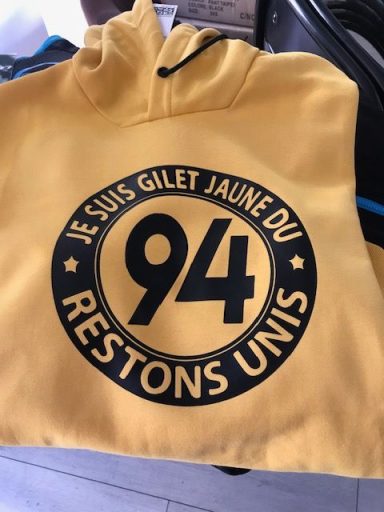 JE SUIS GILET JAUNE DU
94
RESTONS UNIS